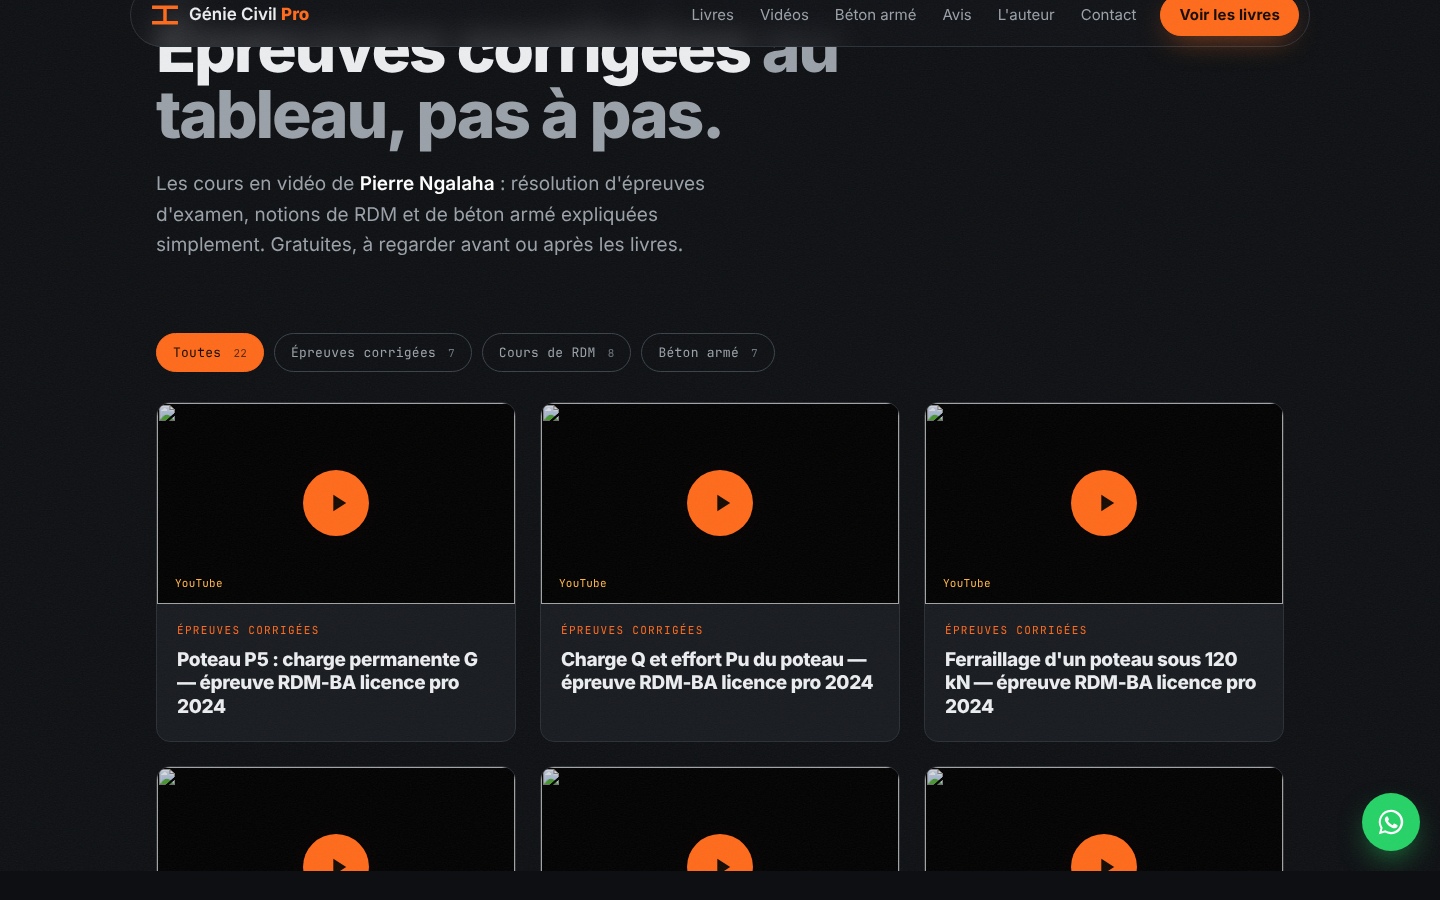 Génie Civil Pro
Livres
Vidéos
Béton armé
Avis
L'auteur
Contact
Voir les livres
Épreuves corrigées au
tableau, pas à pas.
Les cours en vidéo de Pierre Ngalaha : résolution d'épreuves
d'examen, notions de RDM et de béton armé expliquées
simplement. Gratuites, à regarder avant ou après les livres.
Toutes 22
Épreuves corrigées 7
Cours de RDM 8
Béton armé 7
YouTube
YouTube
YouTube
ÉPREUVES CORRIGÉES
Poteau P5 : charge permanente G
— épreuve RDM-BA licence pro
2024
ÉPREUVES CORRIGÉES
Charge Q et effort Pu du poteau —
épreuve RDM-BA licence pro 2024
ÉPREUVES CORRIGÉES
Ferraillage d'un poteau sous 120
kN — épreuve RDM-BA licence pro
2024